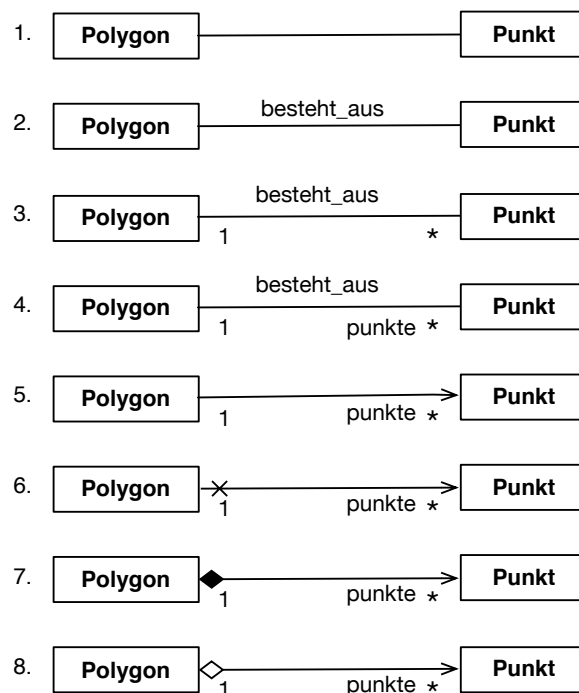 1. Polygon Punkt
besteht_aus
2. Polygon Punkt
besteht_aus
3. Polygon Punkt
1 *
besteht_aus
4. Polygon Punkt
1 punkte *
5. Polygon Punkt
1 punkte *
6. Polygon Punkt
1 punkte *
7. Polygon Punkt
1 punkte *
8. Polygon Punkt
1 punkte *